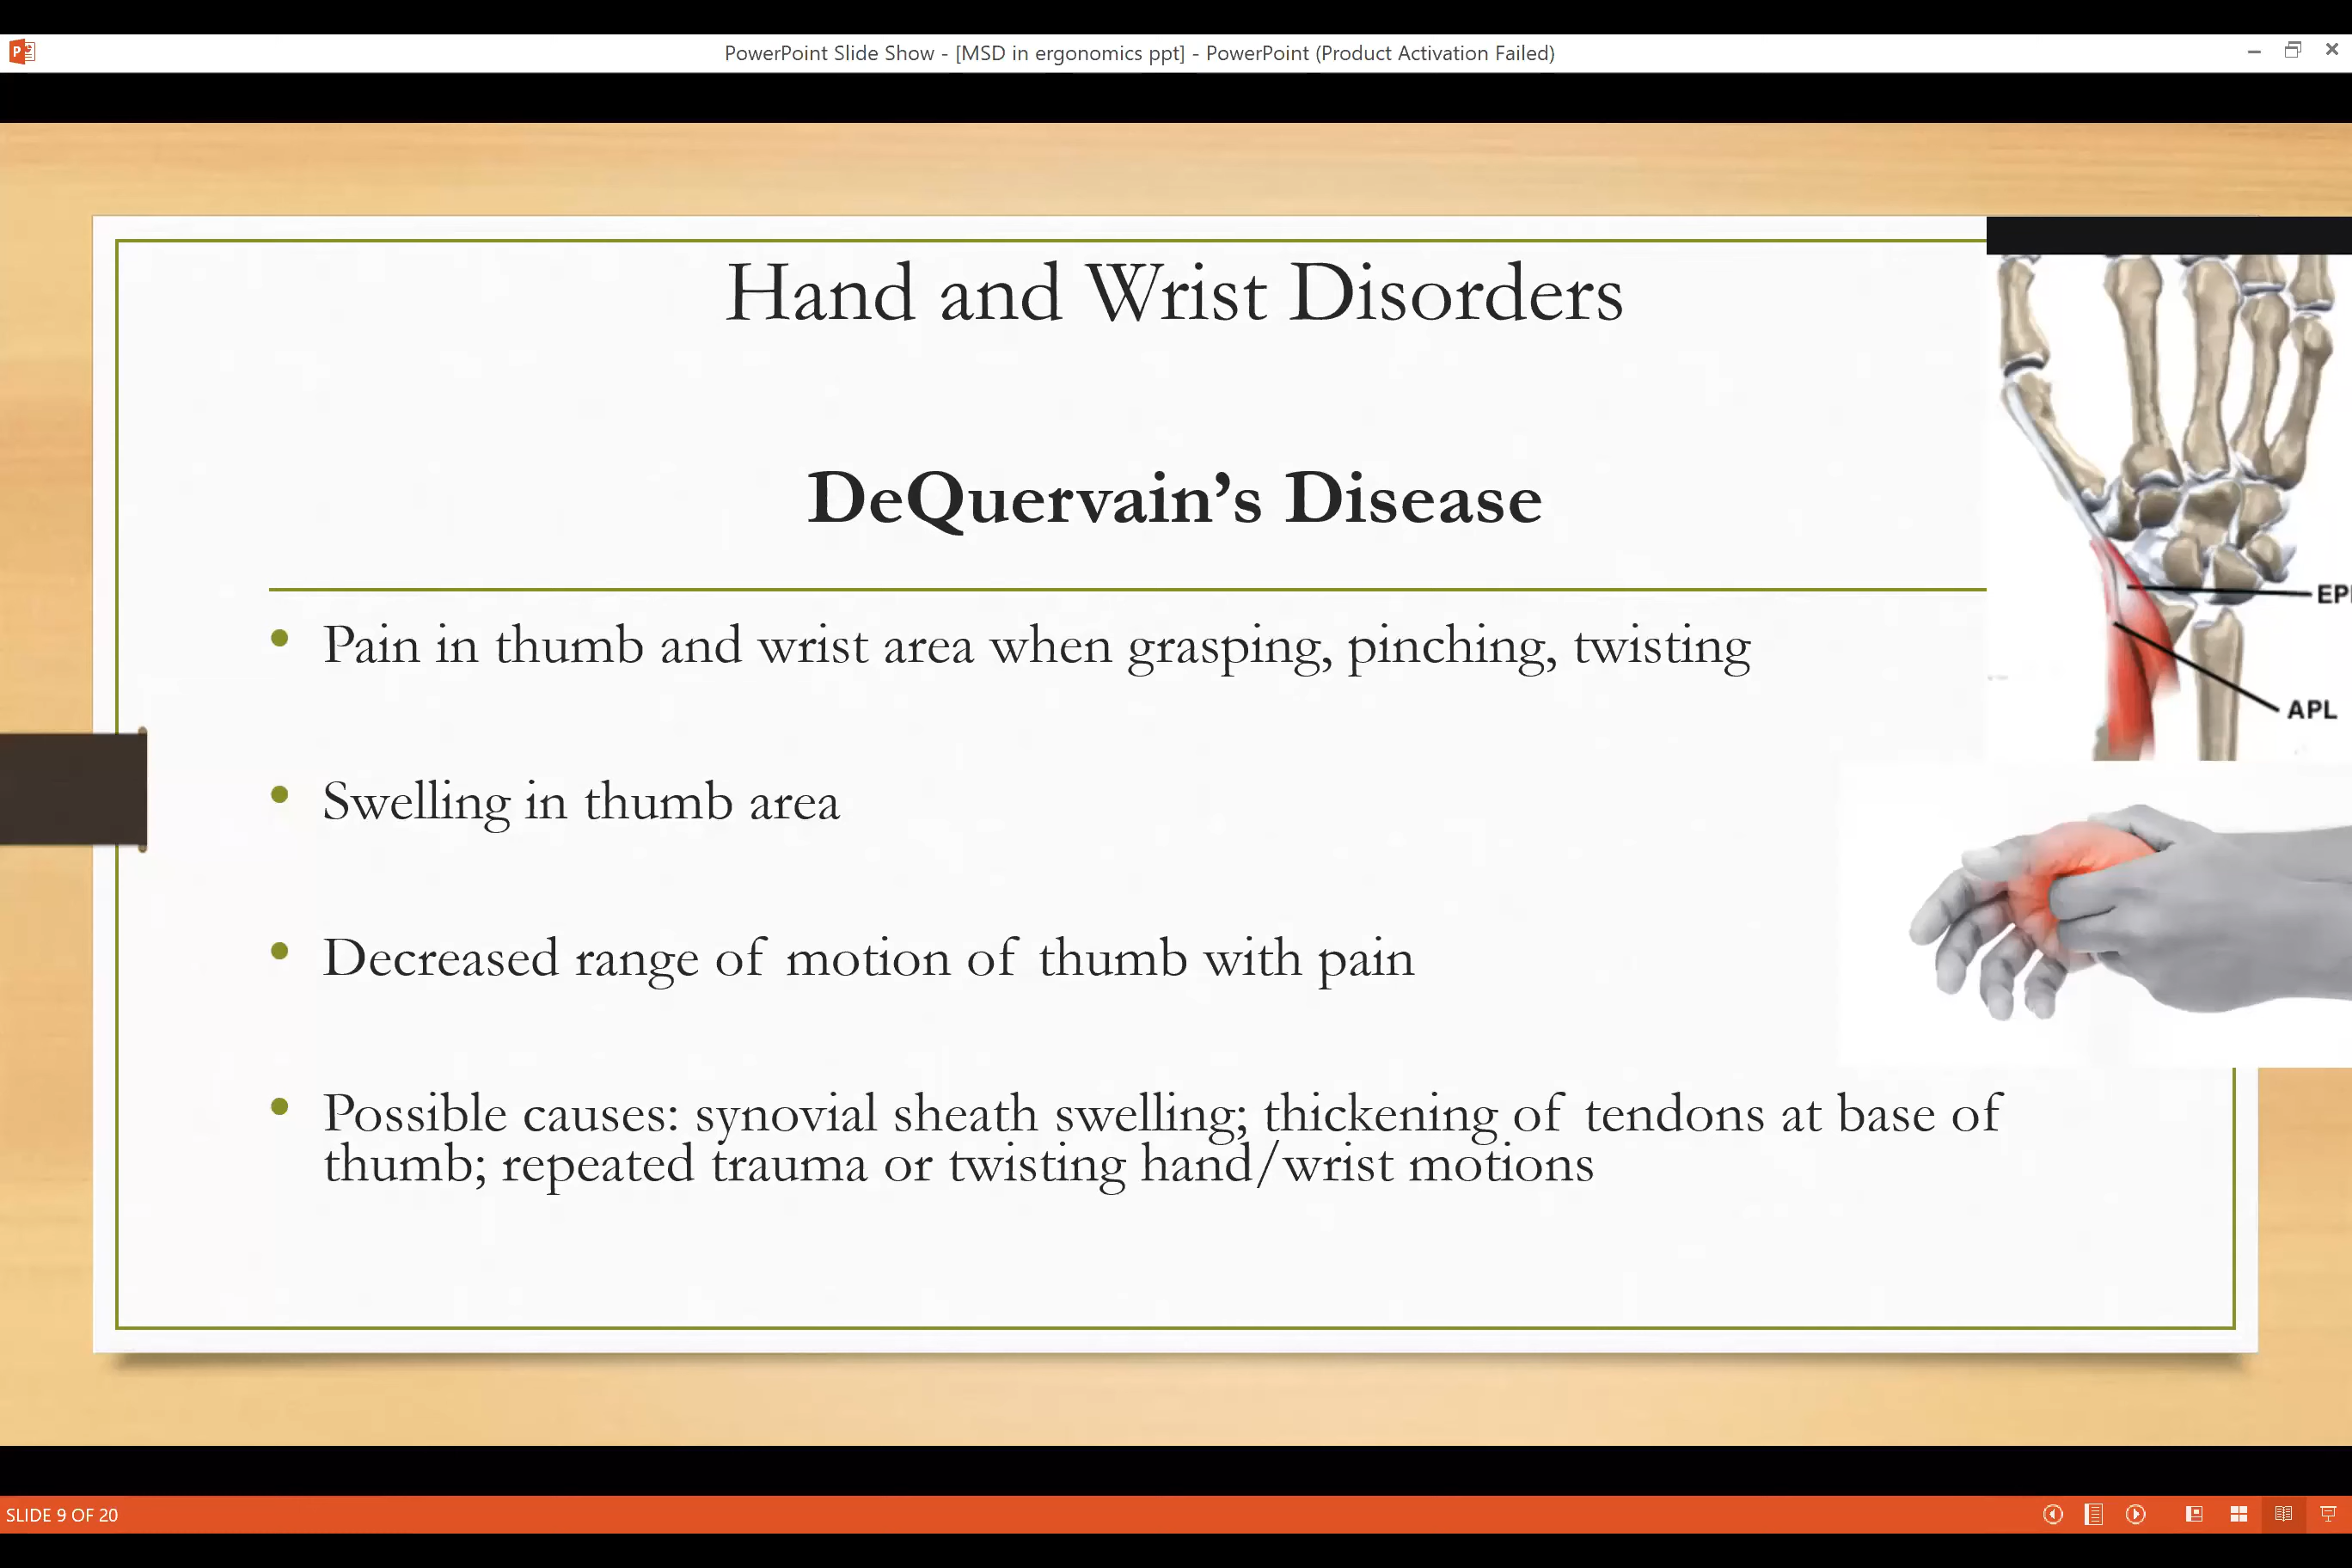 PowerPoint Slide Show - [MSD in ergonomics ppt] - PowerPoint (Product Activation Failed)
Hand and Wrist Disorders
DeQuervain’s Disease
• Pain in thumb and wrist area when grasping, pinching, twisting
• Swelling in thumb area
• Decreased range of motion of thumb with pain
• Possible causes: synovial sheath swelling; thickening of tendons at base of
thumb; repeated trauma or twisting hand/wrist motions
APL
SLIDE 9 OF 20